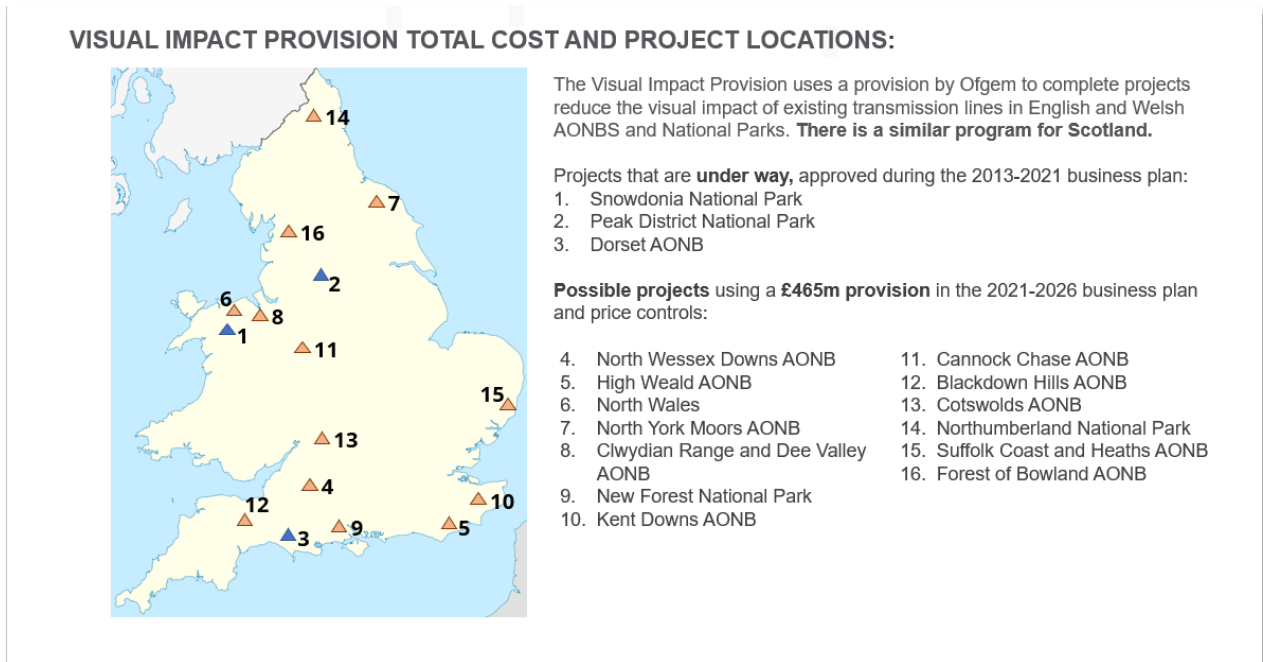 VISUAL IMPACT PROVISION TOTAL COST AND PROJECT LOCATIONS:
14
7
16
2
6
8
1
11
15
13
4
12
10
9
5
3
The Visual Impact Provision uses a provision by Ofgem to complete projects
reduce the visual impact of existing transmission lines in English and Welsh
AONBS and National Parks. There is a similar program for Scotland.
Projects that are under way, approved during the 2013-2021 business plan:
1. Snowdonia National Park
2. Peak District National Park
3. Dorset AONB
Possible projects using a £465m provision in the 2021-2026 business plan
and price controls:
4. North Wessex Downs AONB
5. High Weald AONB
6. North Wales
7. North York Moors AONB
8. Clwydian Range and Dee Valley
AONB
9. New Forest National Park
10. Kent Downs AONB
11. Cannock Chase AONB
12. Blackdown Hills AONB
13. Cotswolds AONB
14. Northumberland National Park
15. Suffolk Coast and Heaths AONB
16. Forest of Bowland AONB